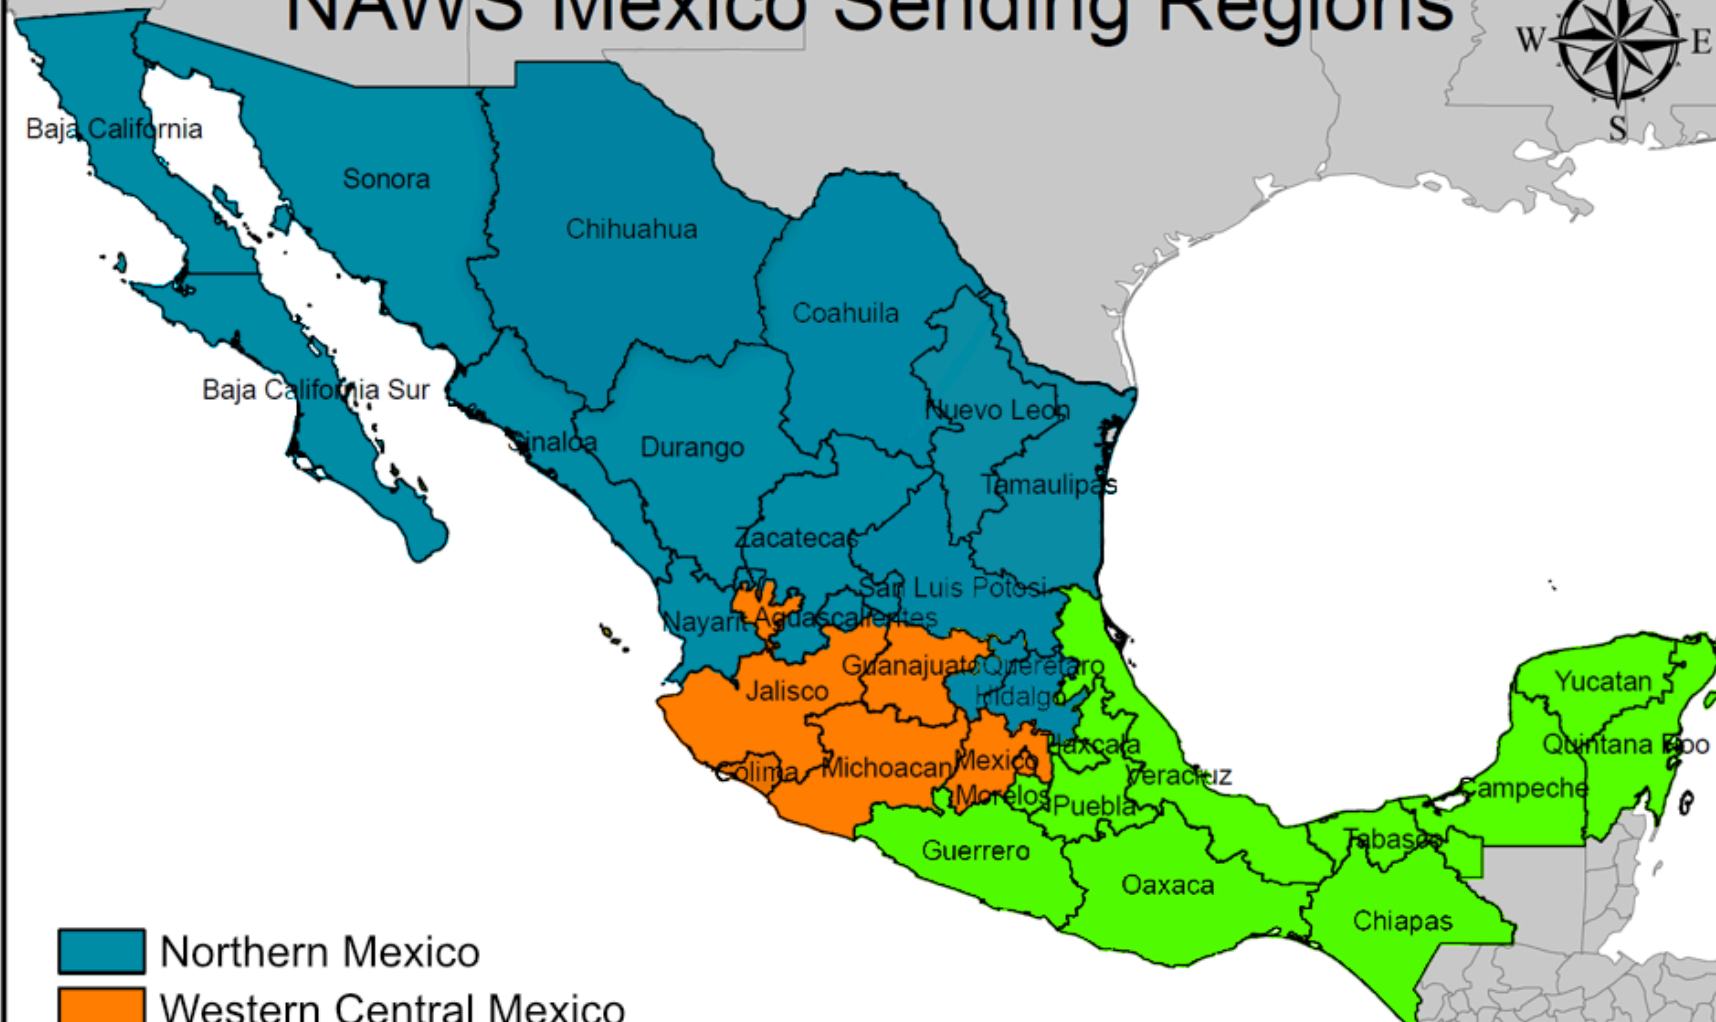 NAWS Mexico Sending Regions
W
E
S
Baja California
Sonora
Chihuahua
Coahuila
Baja California Sur
Nuevo Leon
Sinaloa
Durango
Tamaulipas
Zacatecas
San Luis Potosi
Nayarit
Aguascalientes
Guanajuato
Queretaro
Jalisco
Hidalgo
Yucatan
Tlaxcala
Quintana Roo
Colima
Michoacan
Mexico
Veracruz
Morelos
Puebla
Campeche
Tabasco
Guerrero
Oaxaca
Chiapas
Northern Mexico
Western Central Mexico